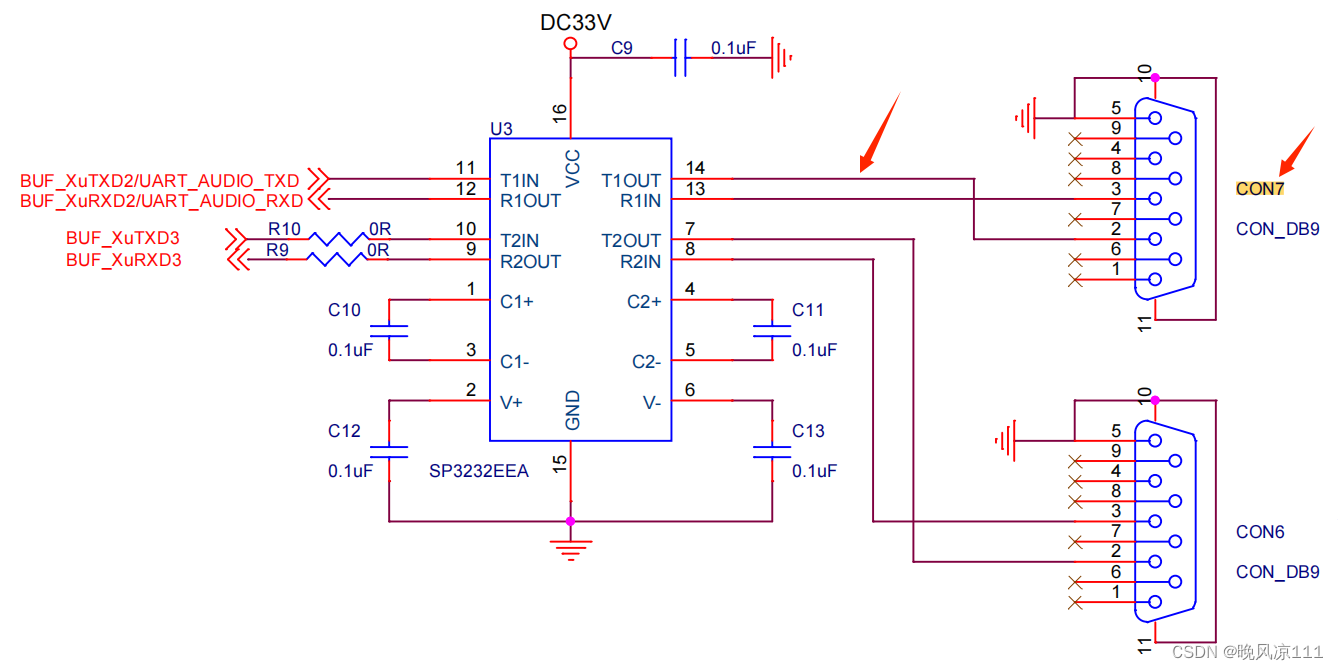 DC33V
C9
0.1uF
16
U3
VCC
BUF_XuTXD2/UART_AUDIO_TXD
11
T1IN
T1OUT
14
BUF_XuRXD2/UART_AUDIO_RXD
12
R1OUT
R1IN
13
BUF_XuTXD3
R10
0R
10
T2IN
T2OUT
7
BUF_XuRXD3
R9
0R
9
R2OUT
R2IN
8
1
C1+
C2+
4
C10
0.1uF
C11
0.1uF
3
C1-
C2-
5
2
V+
V-
6
GND
C12
0.1uF
C13
0.1uF
15
SP3232EEA
10
5
9
4
8
3
7
2
6
1
11
CON7
CON_DB9
10
5
9
4
8
3
7
2
6
1
11
CON6
CON_DB9
CSDN @晚风凉111